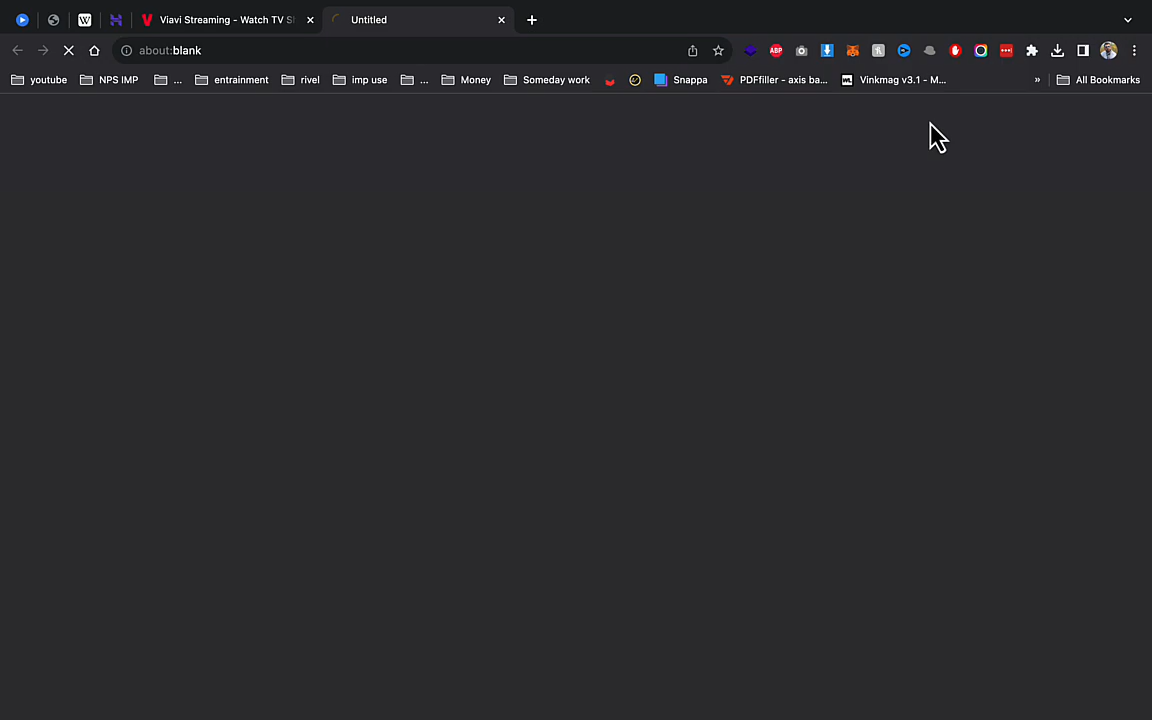 Viavi Streaming - Watch TV S
Untitled
about:blank
youtube
NPS IMP
...
entrainment
rivel
imp use
...
Money
Someday work
Snappa
PDFfiller - axis ba...
Vinkmag v3.1 - M...
»
All Bookmarks
W
ABP